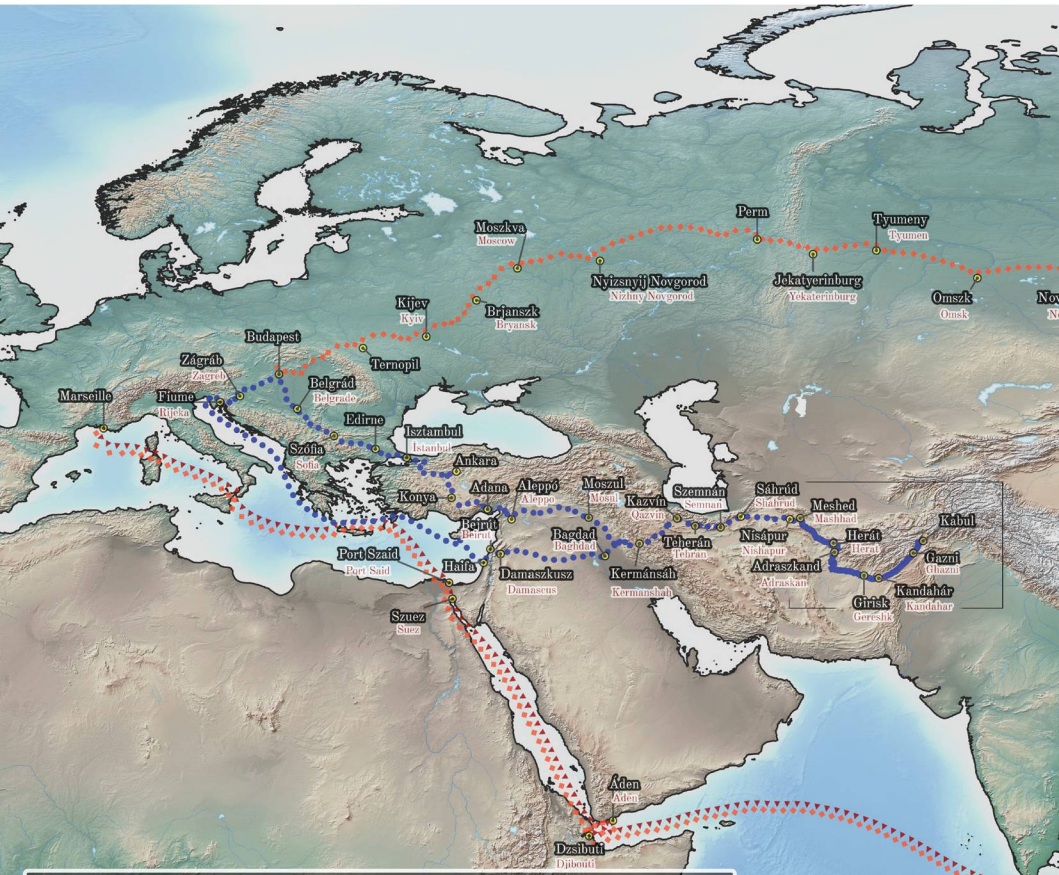 Perm
Tyumeny
Tyumen
Moszkva
Moscow
Nyizsnyij Novgorod
Nizhny Novgorod
Jekatyerinburg
Yekaterinburg
Omszk
Omsk
Nov
Kijev
Kyiv
Brjanszk
Bryansk
Budapest
Ternopil
Zágráb
Zagreb
Belgrád
Belgrade
Marseille
Fiume
Rijeka
Edirne
Isztambul
İstanbul
Szófia
Sofia
Ankara
Konya
Adana
Aleppó
Aleppo
Moszul
Mosul
Kazvín
Qazvin
Szemnán
Semnan
Sáhrúd
Shahrud
Meshed
Mashhad
Kabul
Bejrút
Beirut
Bagdad
Baghdad
Teherán
Tehran
Nisápur
Nishapur
Herát
Herat
Port Szaid
Port Said
Haifa
Damaszkusz
Damascus
Kermánsáh
Kermanshah
Adraszkand
Adraskan
Gazni
Ghazni
Girisk
Gereshk
Kandahár
Kandahar
Szuez
Suez
Áden
Aden
Dzsibuti
Djibouti